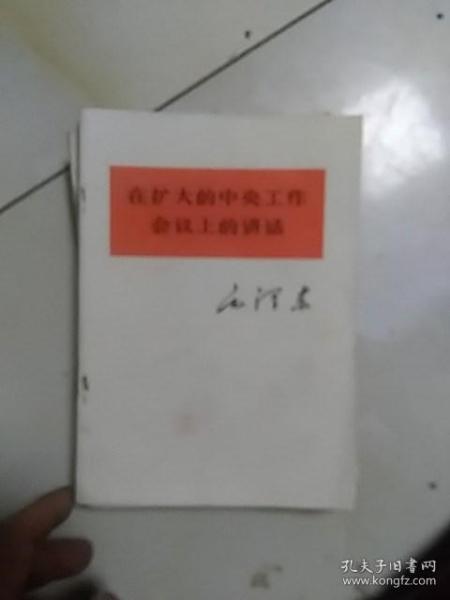 在扩大的中央工作
会议上的讲话
毛泽东
孔夫子旧书网
www.kongfz.com